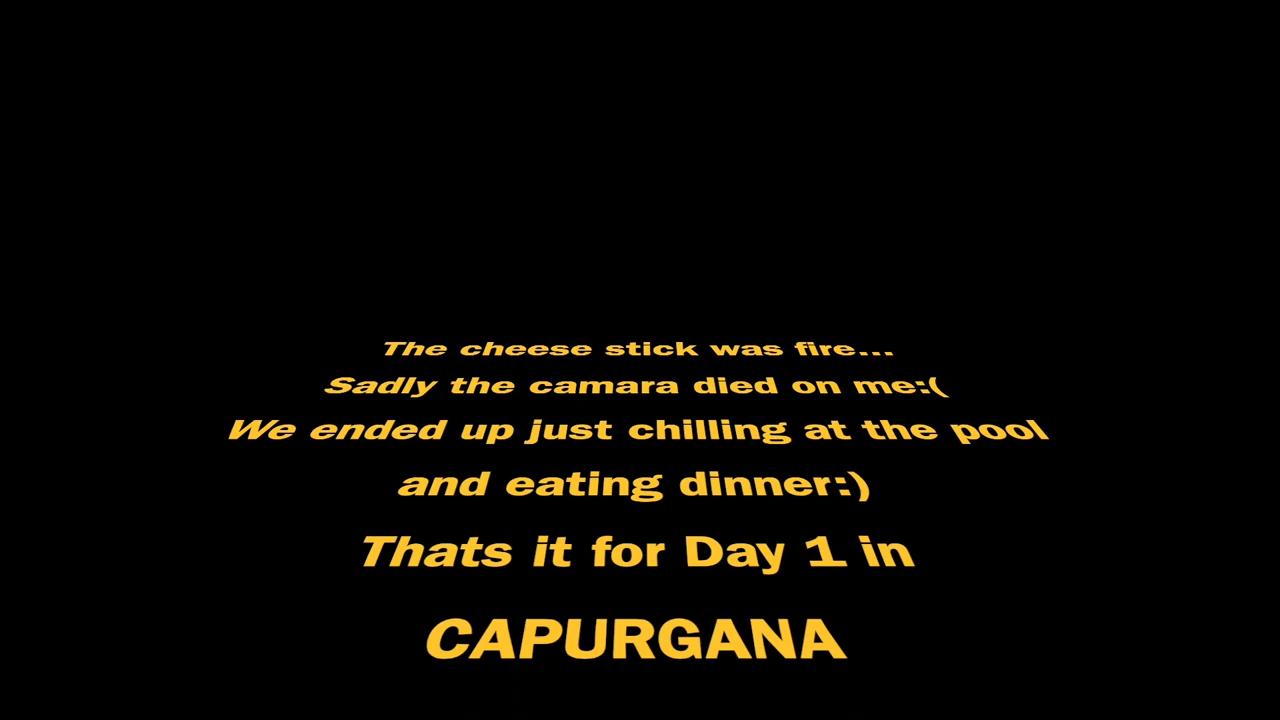 The cheese stick was fire...
Sadly the camara died on me:(
We ended up just chilling at the pool
and eating dinner:)
Thats it for Day 1 in
CAPURGANA